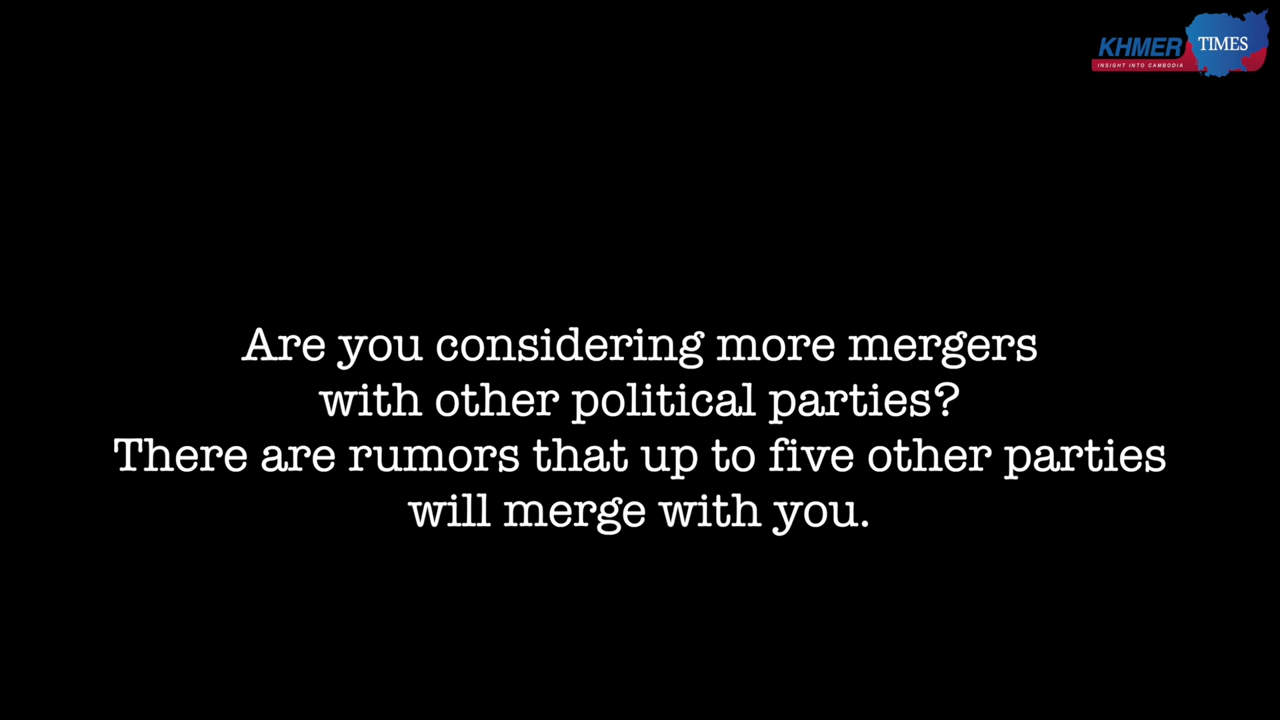 KHMER TIMES
INSIGHT INTO CAMBODIA
Are you considering more mergers
with other political parties?
There are rumors that up to five other parties
will merge with you.